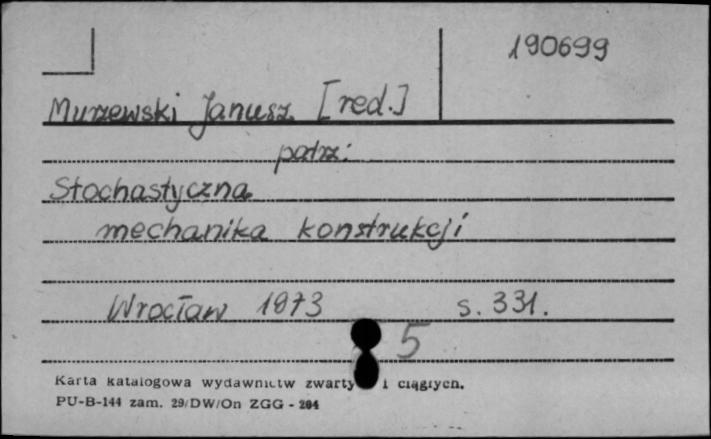 190699
Murzewski Janusz [red.]
patrz:
Stochastyczna
mechanika konstrukcji
Wrocław 1973 s. 331.
5
Karta katalogowa wydawnictw zwarty i ciągłych.
PU-B-144 zam. 29/DW/On ZGG - 204